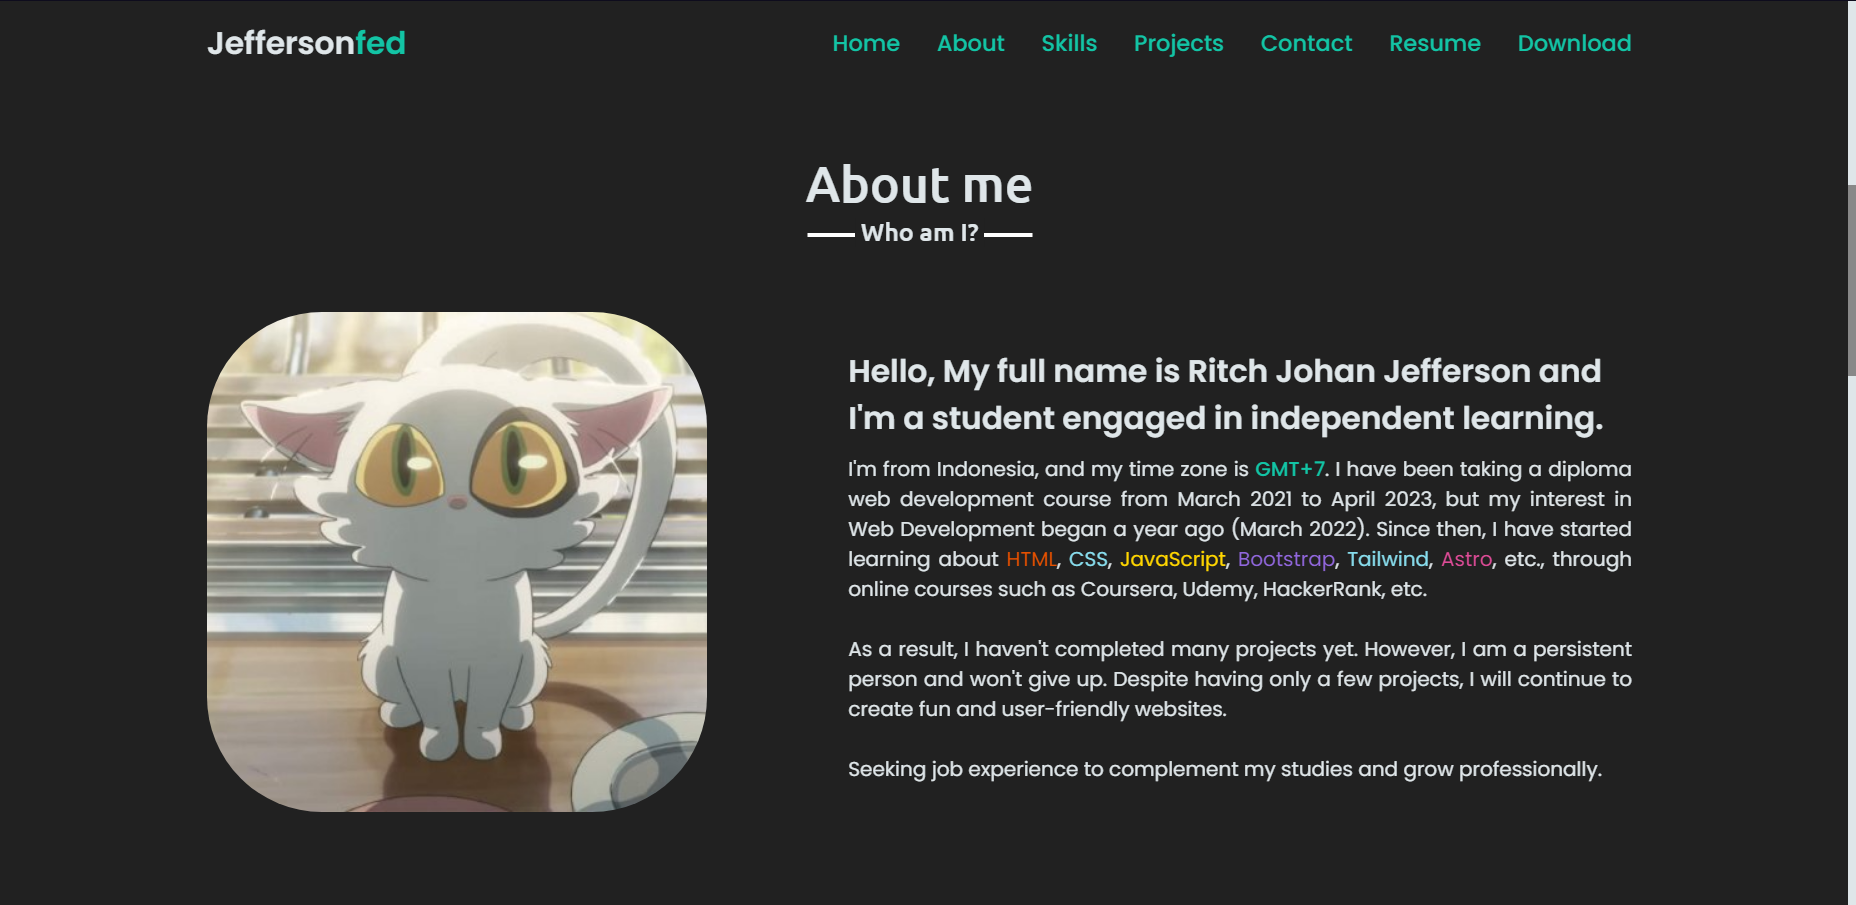 Jeffersonfed
Home About Skills Projects Contact Resume Download
About me
Who am I?
Hello, My full name is Ritch Johan Jefferson and
I'm a student engaged in independent learning.
I'm from Indonesia, and my time zone is GMT+7. I have been taking a diploma
web development course from March 2021 to April 2023, but my interest in
Web Development began a year ago (March 2022). Since then, I have started
learning about HTML, CSS, JavaScript, Bootstrap, Tailwind, Astro, etc., through
online courses such as Coursera, Udemy, HackerRank, etc.
As a result, I haven't completed many projects yet. However, I am a persistent
person and won't give up. Despite having only a few projects, I will continue to
create fun and user-friendly websites.
Seeking job experience to complement my studies and grow professionally.